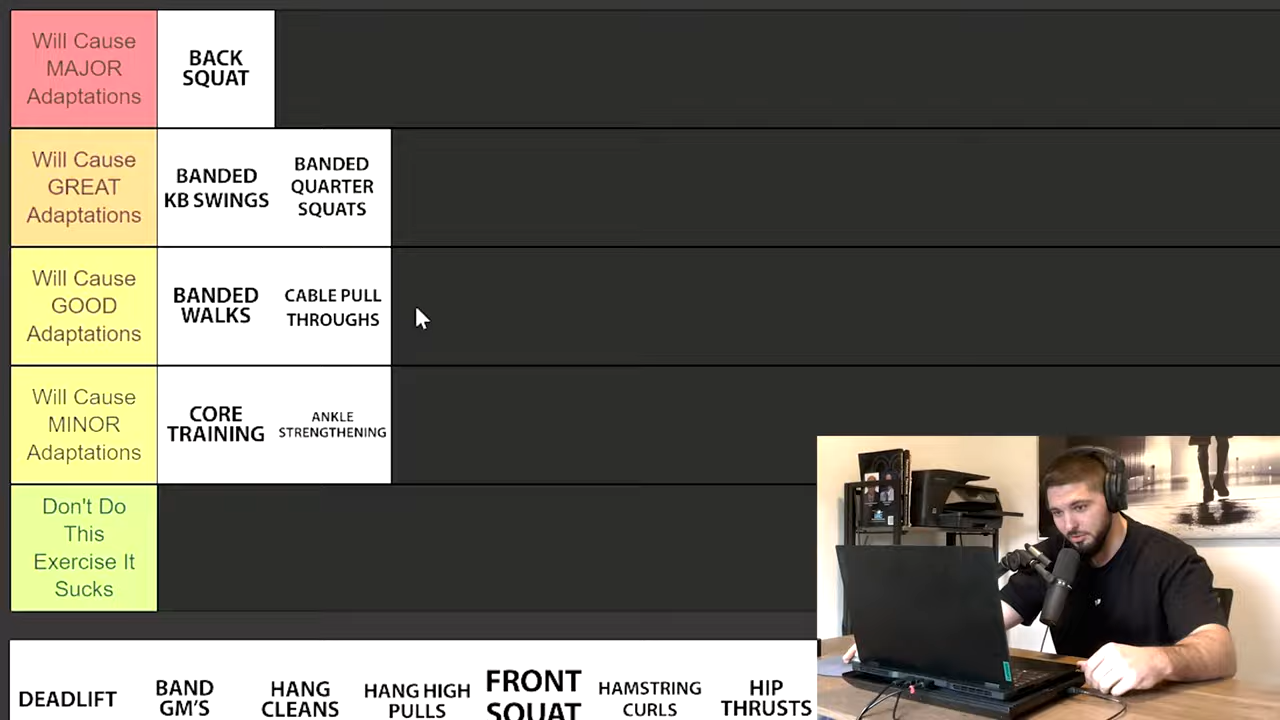 Will Cause
MAJOR
Adaptations
BACK
SQUAT
Will Cause
GREAT
Adaptations
BANDED
KB SWINGS
BANDED
QUARTER
SQUATS
Will Cause
GOOD
Adaptations
BANDED
WALKS
CABLE PULL
THROUGHS
Will Cause
MINOR
Adaptations
CORE
TRAINING
ANKLE
STRENGTHENING
Don't Do
This
Exercise It
Sucks
DEADLIFT
BAND
GM'S
HANG
CLEANS
HANG HIGH
PULLS
FRONT
SQUAT
HAMSTRING
CURLS
HIP
THRUSTS